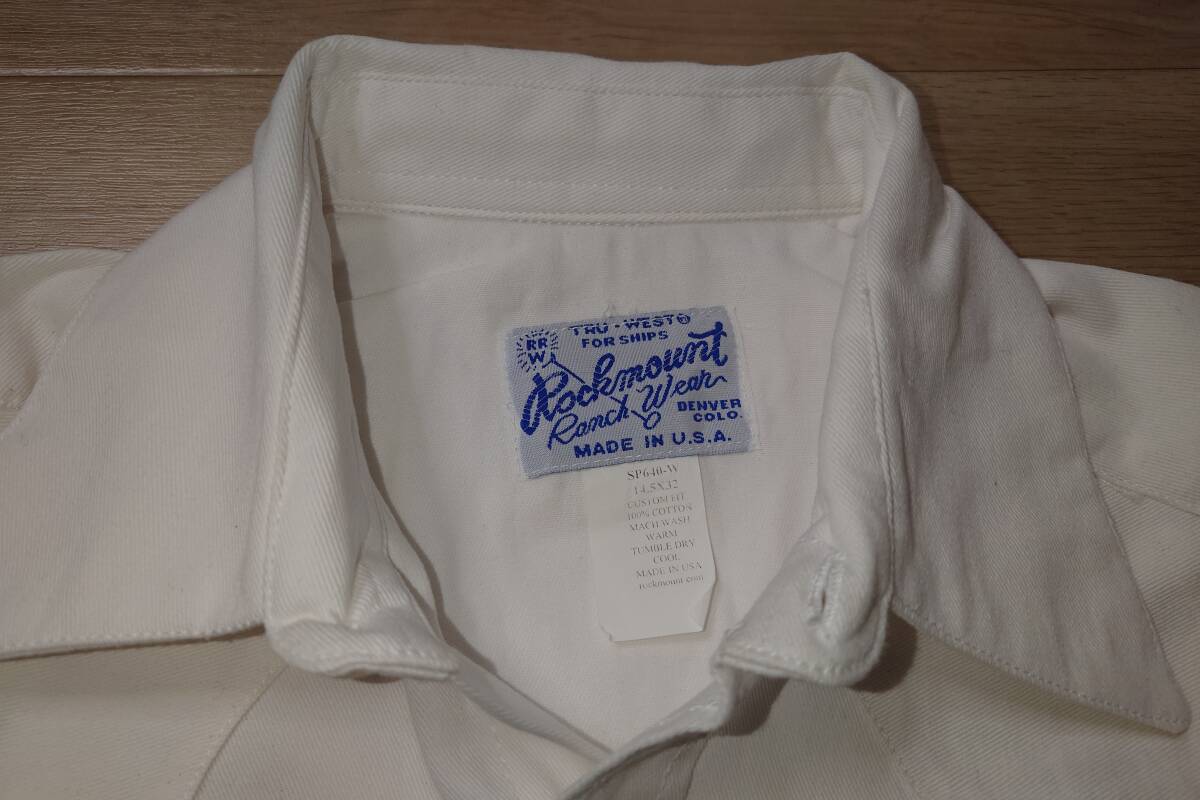 TRU-WEST®
FOR SHIPS
RR
W
Rockmount
Ranch Wear
DENVER
COLO.
MADE IN U.S.A.
SP640-W
14.5X32
CUSTOM FIT
100% COTTON
MACH.WASH
WARM
TUMBLE DRY
COOL
MADE IN USA
rockmount.com